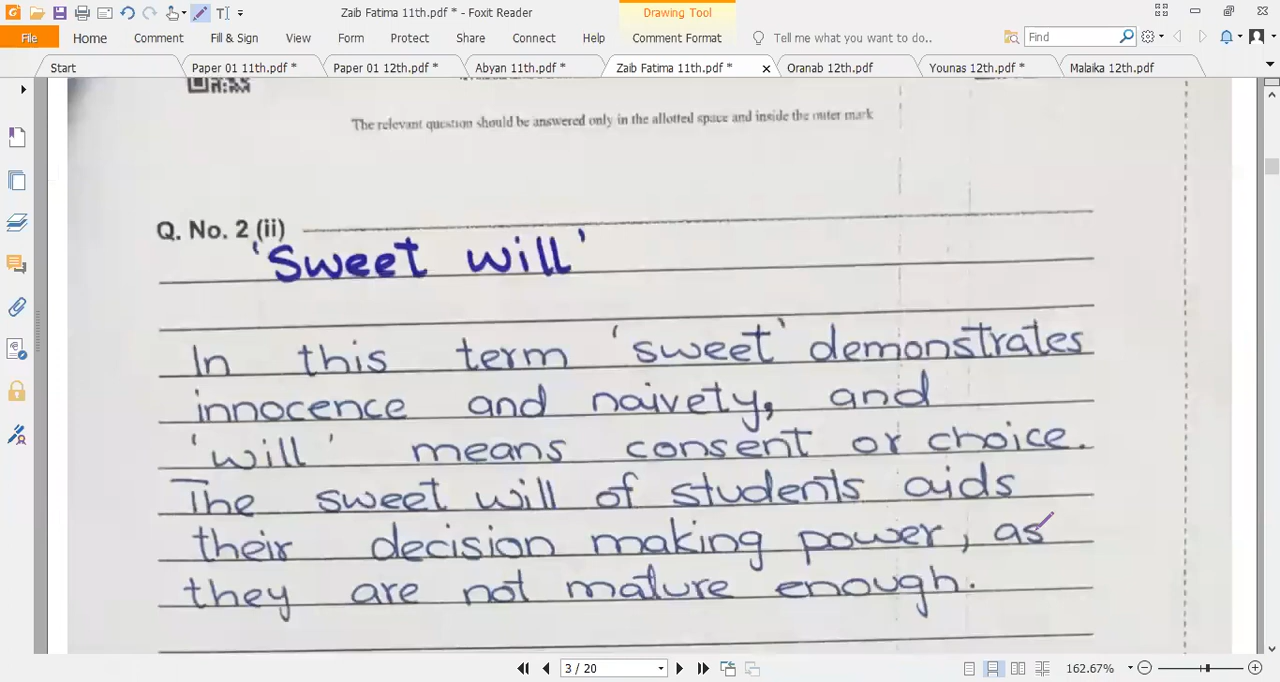 Zaib Fatima 11th.pdf * - Foxit Reader
Drawing Tool
File Home Comment Fill & Sign View Form Protect Share Connect Help Comment Format Tell me what you want to do.. Find
Start Paper 01 11th.pdf * Paper 01 12th.pdf * Abyan 11th.pdf * Zaib Fatima 11th.pdf * Oranab 12th.pdf Younas 12th.pdf * Malaika 12th.pdf
The relevant question should be answered only in the allotted space and inside the outer mark
Q. No. 2 (ii)
'Sweet will'
In this term 'sweet' demonstrates
innocence and naivety, and
'will' means consent or choice.
The sweet will of students aids
their decision making power, as
they are not mature enough.
3 / 20
162.67%